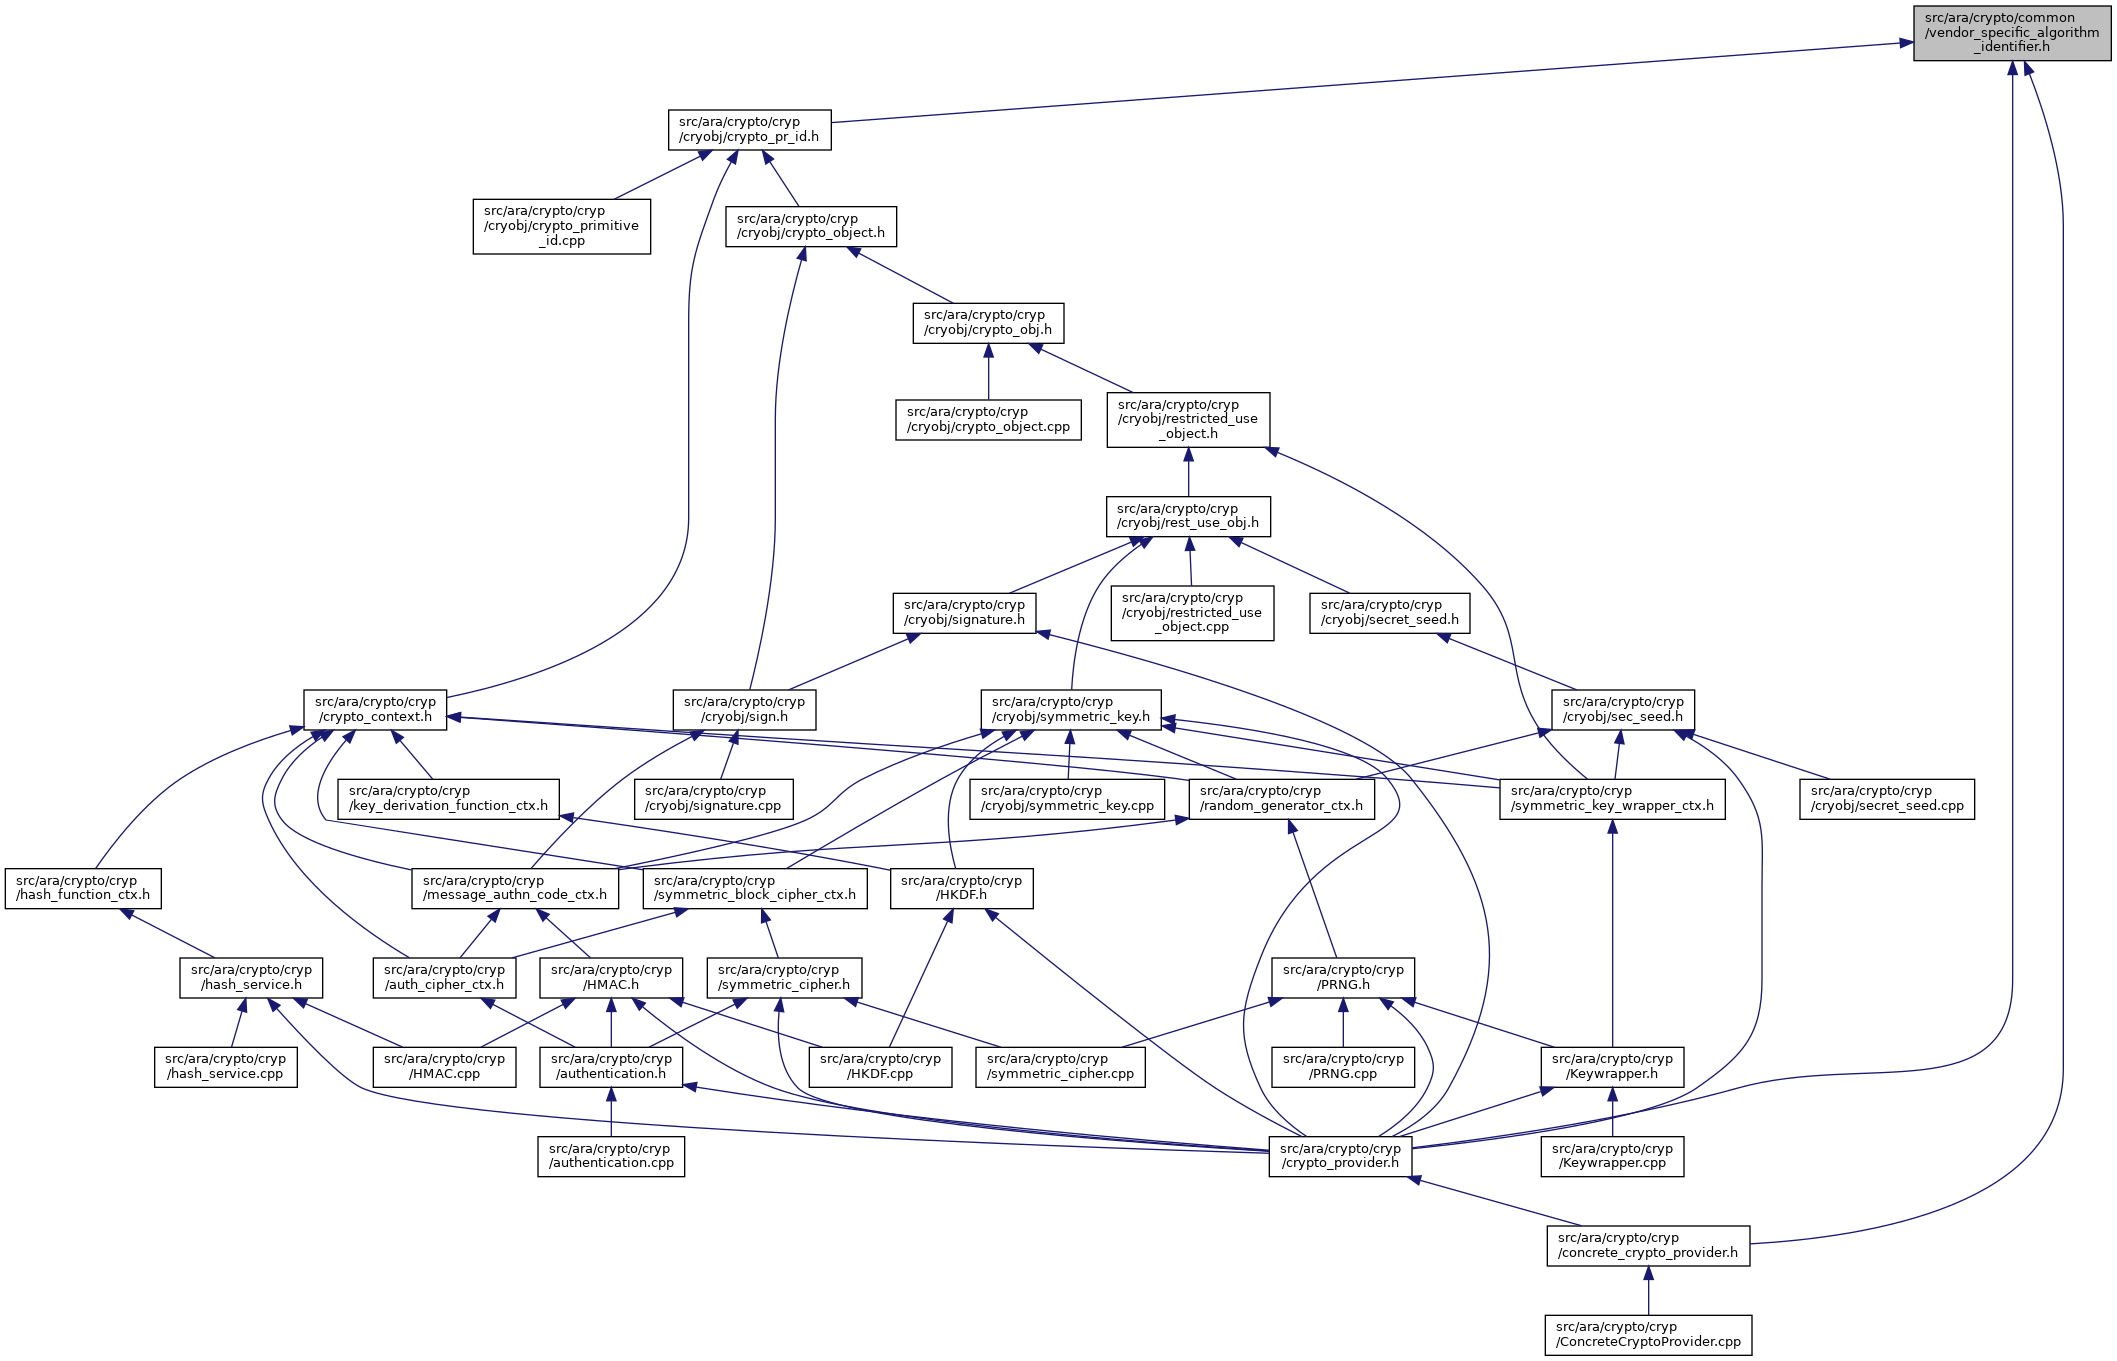 src/ara/crypto/common
/vendor_specific_algorithm
_identifier.h
src/ara/crypto/cryp
/cryobj/crypto_pr_id.h
src/ara/crypto/cryp
/cryobj/crypto_primitive
_id.cpp
src/ara/crypto/cryp
/cryobj/crypto_object.h
src/ara/crypto/cryp
/cryobj/crypto_obj.h
src/ara/crypto/cryp
/cryobj/crypto_object.cpp
src/ara/crypto/cryp
/cryobj/restricted_use
_object.h
src/ara/crypto/cryp
/cryobj/rest_use_obj.h
src/ara/crypto/cryp
/cryobj/signature.h
src/ara/crypto/cryp
/cryobj/restricted_use
_object.cpp
src/ara/crypto/cryp
/cryobj/secret_seed.h
src/ara/crypto/cryp
/crypto_context.h
src/ara/crypto/cryp
/cryobj/sign.h
src/ara/crypto/cryp
/cryobj/symmetric_key.h
src/ara/crypto/cryp
/cryobj/sec_seed.h
src/ara/crypto/cryp
/key_derivation_function_ctx.h
src/ara/crypto/cryp
/cryobj/signature.cpp
src/ara/crypto/cryp
/cryobj/symmetric_key.cpp
src/ara/crypto/cryp
/random_generator_ctx.h
src/ara/crypto/cryp
/symmetric_key_wrapper_ctx.h
src/ara/crypto/cryp
/cryobj/secret_seed.cpp
src/ara/crypto/cryp
/hash_function_ctx.h
src/ara/crypto/cryp
/message_authn_code_ctx.h
src/ara/crypto/cryp
/symmetric_block_cipher_ctx.h
src/ara/crypto/cryp
/HKDF.h
src/ara/crypto/cryp
/hash_service.h
src/ara/crypto/cryp
/auth_cipher_ctx.h
src/ara/crypto/cryp
/HMAC.h
src/ara/crypto/cryp
/symmetric_cipher.h
src/ara/crypto/cryp
/PRNG.h
src/ara/crypto/cryp
/hash_service.cpp
src/ara/crypto/cryp
/HMAC.cpp
src/ara/crypto/cryp
/authentication.h
src/ara/crypto/cryp
/HKDF.cpp
src/ara/crypto/cryp
/symmetric_cipher.cpp
src/ara/crypto/cryp
/PRNG.cpp
src/ara/crypto/cryp
/Keywrapper.h
src/ara/crypto/cryp
/authentication.cpp
src/ara/crypto/cryp
/crypto_provider.h
src/ara/crypto/cryp
/Keywrapper.cpp
src/ara/crypto/cryp
/concrete_crypto_provider.h
src/ara/crypto/cryp
/ConcreteCryptoProvider.cpp